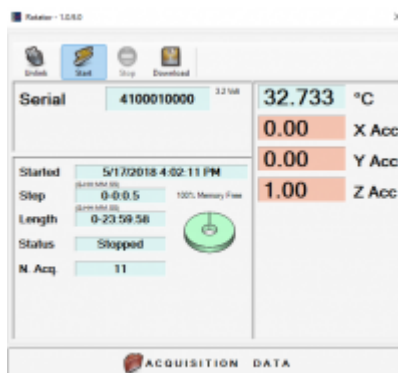 Rotator - 1.0.6.0
Unlink Start Stop Download
Serial 4100010000 3.2 Volt
32.733 °C
0.00 X Acc
0.00 Y Acc
1.00 Z Acc
Started 5/17/2018 4:02:11 PM
Step 0-0:0.5 100% Memory Free
Length 0-23:59:58
Status Stopped
N. Acq. 11
ACQUISITION DATA